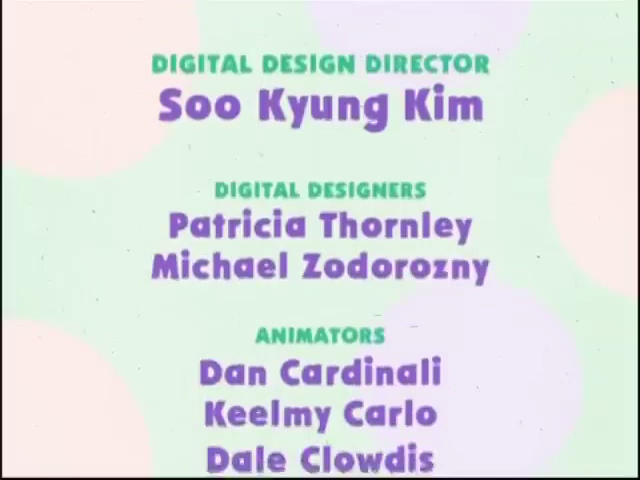 DIGITAL DESIGN DIRECTOR
Soo Kyung Kim
DIGITAL DESIGNERS
Patricia Thornley
Michael Zodorozny
ANIMATORS
Dan Cardinali
Keelmy Carlo
Dale Clowdis